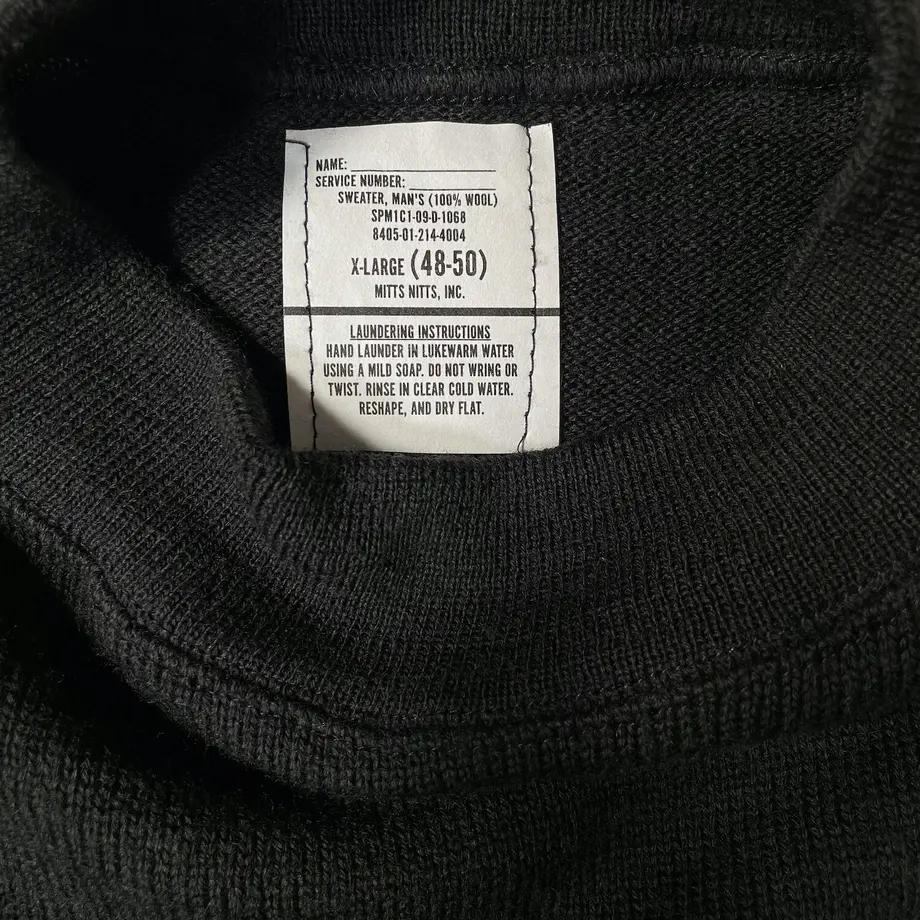 NAME:
SERVICE NUMBER:
SWEATER, MAN'S (100% WOOL)
SPM1C1-09-D-1068
8405-01-214-4004
X-LARGE (48-50)
MITTS NITTS, INC.
LAUNDERING INSTRUCTIONS
HAND LAUNDER IN LUKEWARM WATER
USING A MILD SOAP. DO NOT WRING OR
TWIST. RINSE IN CLEAR COLD WATER.
RESHAPE, AND DRY FLAT.